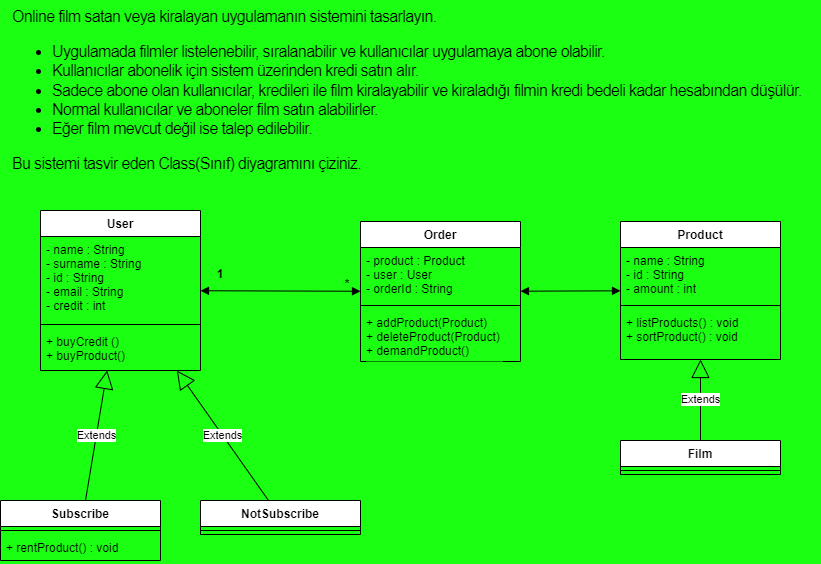 Online film satan veya kiralayan uygulamanın sistemini tasarlayın.
• Uygulamada filmler listelenebilir, sıralanabilir ve kullanıcılar uygulamaya abone olabilir.
• Kullanıcılar abonelik için sistem üzerinden kredi satın alır.
• Sadece abone olan kullanıcılar, kredileri ile film kiralayabilir ve kiraladığı filmin kredi bedeli kadar hesabından düşülür.
• Normal kullanıcılar ve aboneler film satın alabilirler.
• Eğer film mevcut değil ise talep edilebilir.
Bu sistemi tasvir eden Class(Sınıf) diyagramını çiziniz.
User
- name : String
- surname : String
- id : String
- email : String
- credit : int
+ buyCredit ()
+ buyProduct()
1
*
Order
- product : Product
- user : User
- orderId : String
+ addProduct(Product)
+ deleteProduct(Product)
+ demandProduct()
Product
- name : String
- id : String
- amount : int
+ listProducts() : void
+ sortProduct() : void
Extends
Extends
Extends
Film
Subscribe
+ rentProduct() : void
NotSubscribe